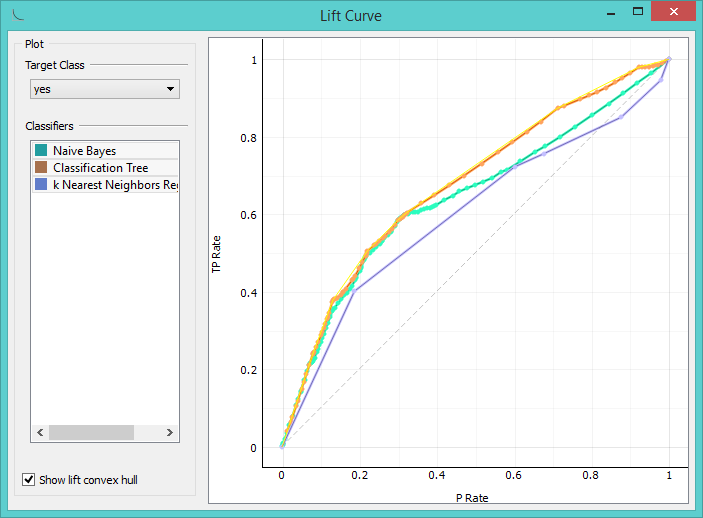 Lift Curve
Plot
Target Class
yes
Classifiers
Naive Bayes
Classification Tree
k Nearest Neighbors Reg
Show lift convex hull
TP Rate
1
0.8
0.6
0.4
0.2
0
0
0.2
0.4
0.6
0.8
1
P Rate